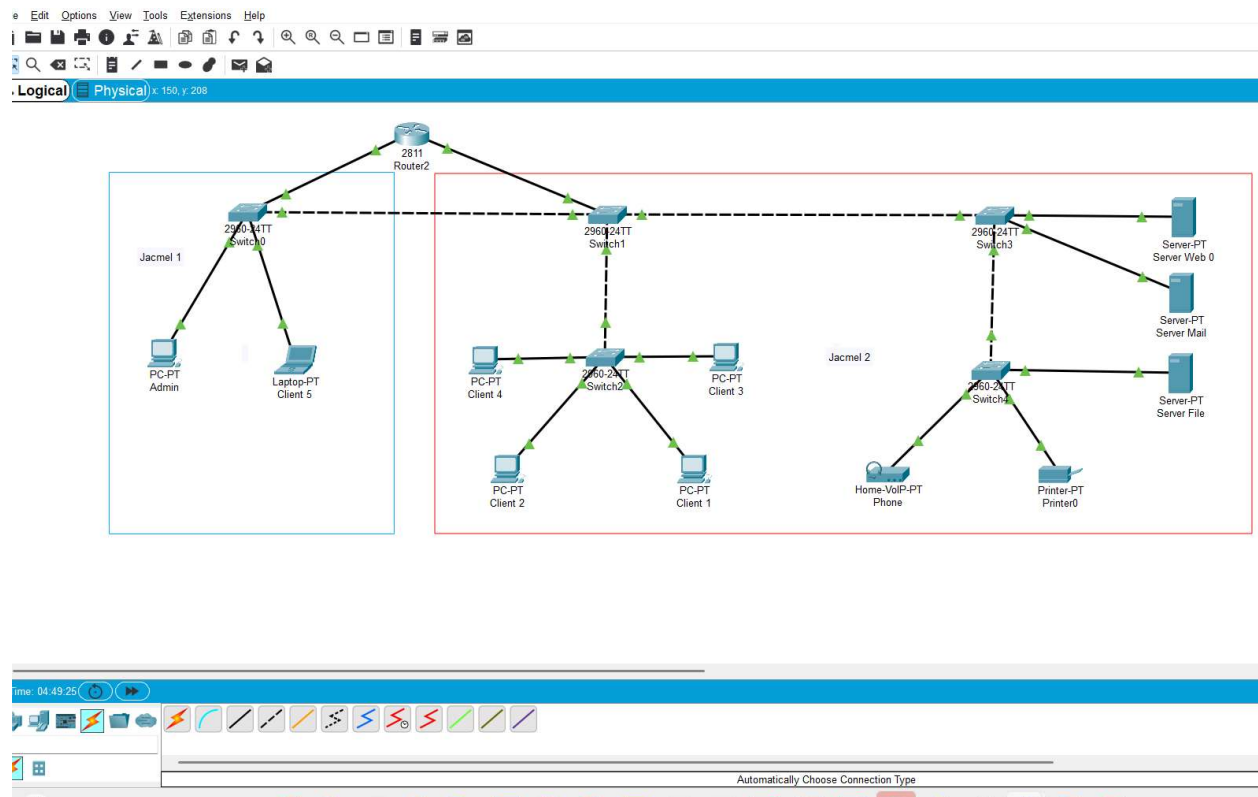 Edit Options View Tools Extensions Help
Logical Physical x: 150, y: 208
2811
Router2
2960-24TT
Switch0
2960-24TT
Switch1
2960-24TT
Switch3
Server-PT
Server Web 0
Jacmel 1
Server-PT
Server Mail
PC-PT
Admin
Laptop-PT
Client 5
PC-PT
Client 4
2960-24TT
Switch2
PC-PT
Client 3
Jacmel 2
2960-24TT
Switch4
Server-PT
Server File
PC-PT
Client 2
PC-PT
Client 1
Home-VoIP-PT
Phone
Printer-PT
Printer0
Time: 04:49:25
Automatically Choose Connection Type